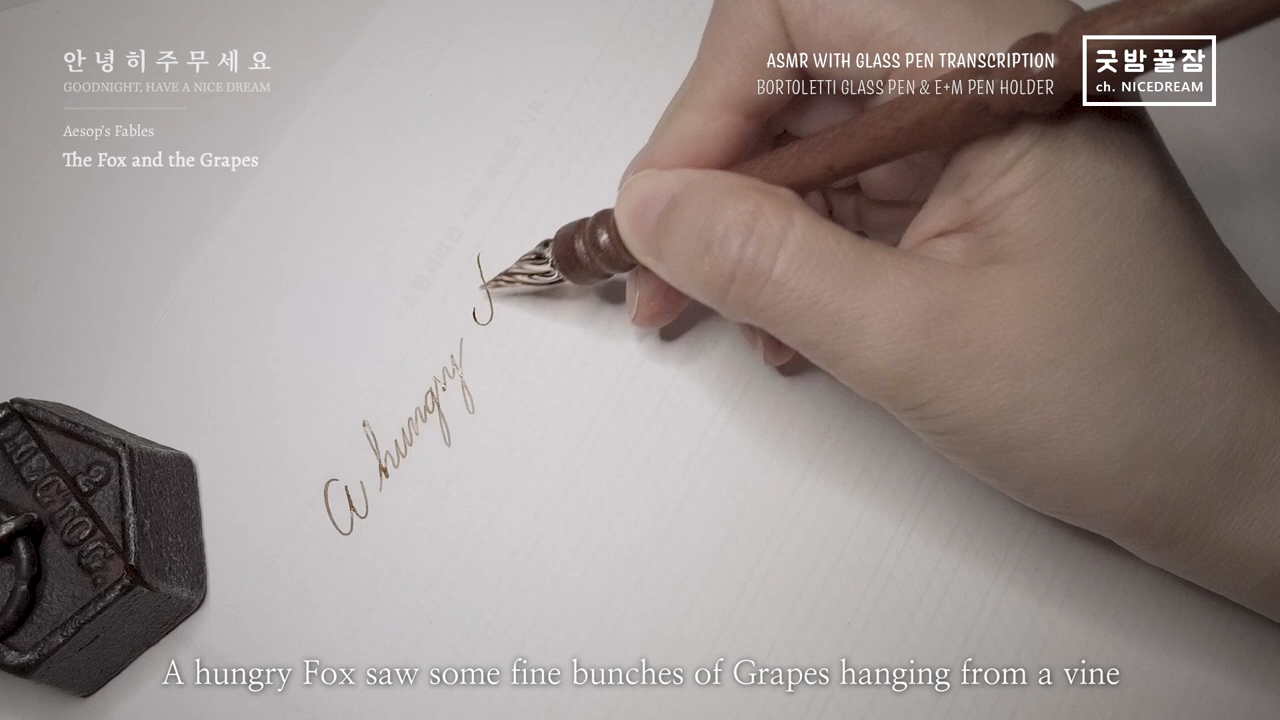 안녕히주무세요
GOODNIGHT, HAVE A NICE DREAM
Aesop's Fables
The Fox and the Grapes
ASMR WITH GLASS PEN TRANSCRIPTION
BORTOLETTI GLASS PEN & E+M PEN HOLDER
굿밤꿀잠
ch. NICEDREAM
A hungry
2
A hungry Fox saw some fine bunches of Grapes hanging from a vine